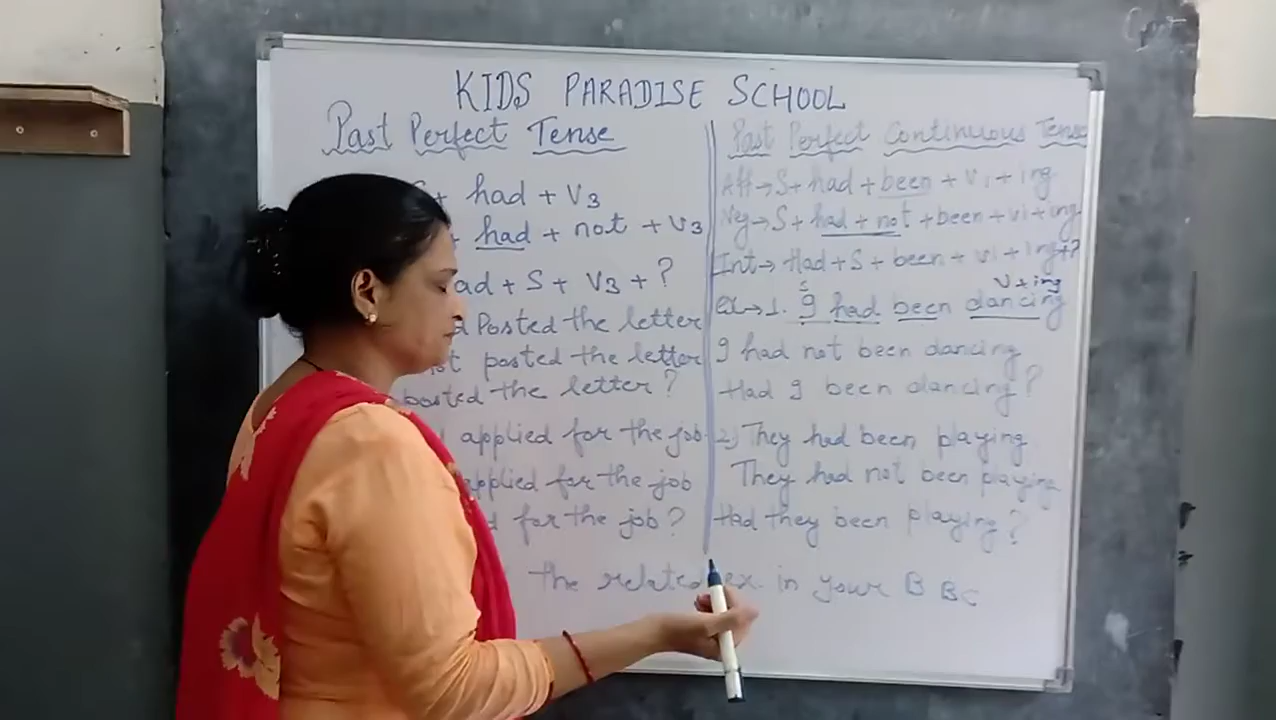 KIDS PARADISE SCHOOL
Past Perfect Tense
S + had + V3
+ had + not + V3
ad + S + V3 + ?
d Posted the letter
ot posted the letter
posted the letter?
applied for the job
applied for the job
d for the job?
Past Perfect Continuous Tense
Aff→S+ had + been + V1 + ing
Neg→S + had + not + been + V1 + ing
Int→ Had + S + been + V1 + ing + ?
S V + ing
ex→1. I had been dancing
I had not been dancing
Had I been dancing?
2) They had been playing
They had not been playing
Had they been playing?
the related ex. in your B BC